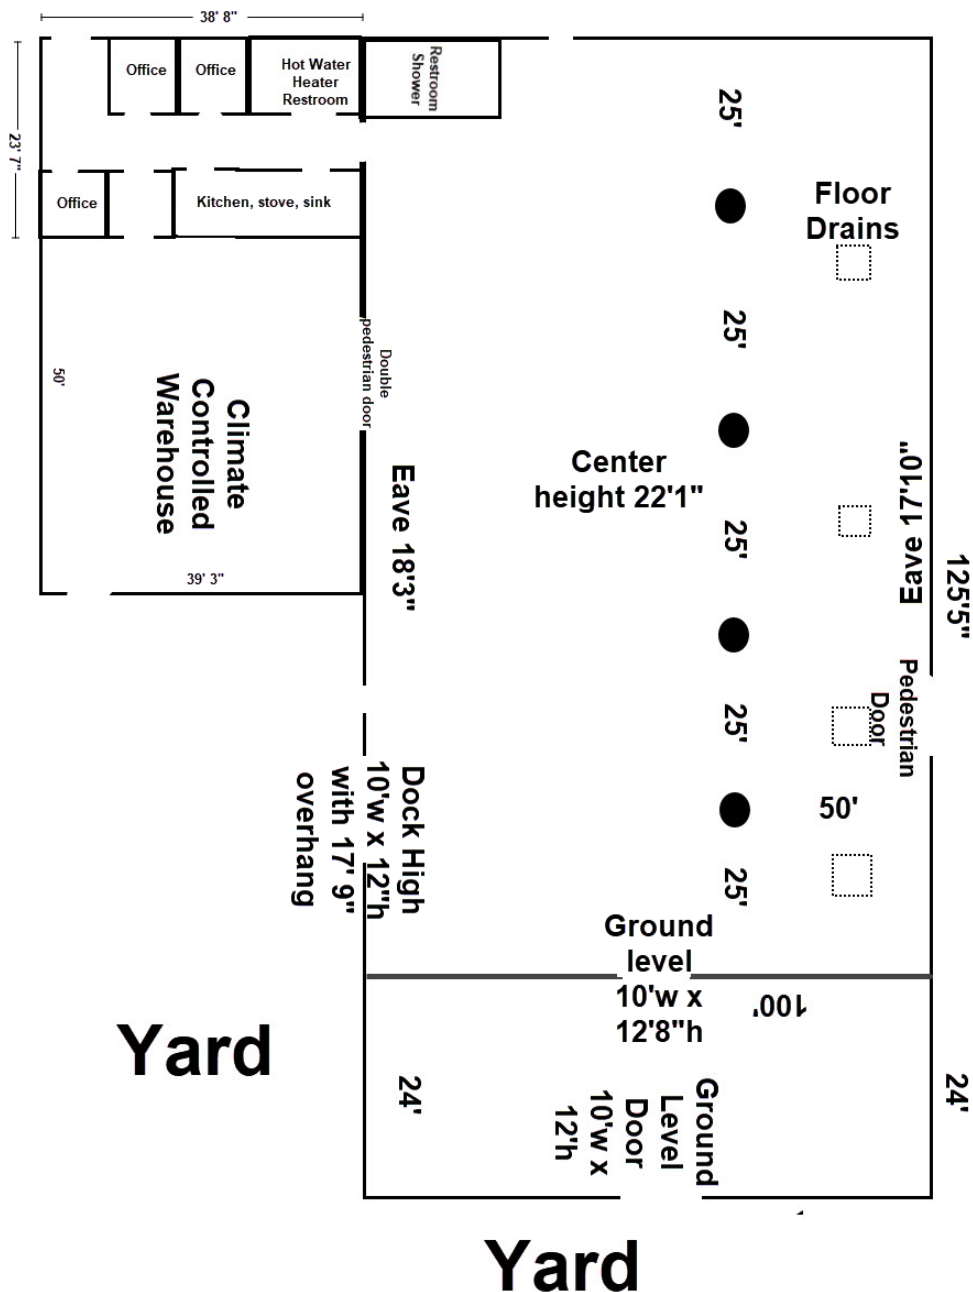 38' 8"
Office
Office
Hot Water
Heater
Restroom
Restroom
Shower
25'
23' 7"
Office
Kitchen, stove, sink
Floor
Drains
25'
Double
pedestrian door
50'
Climate
Controlled
Warehouse
Eave 18'3"
Center
height 22'1"
Eave 17'10"
25'
125'5"
39' 3"
Pedestrian
Door
25'
Dock High
10'w x 12"h
with 17' 9"
overhang
50'
25'
Ground
level
10'w x
12'8"h
100'
Yard
24'
Ground
Level
Door
10'w x
12'h
24'
Yard